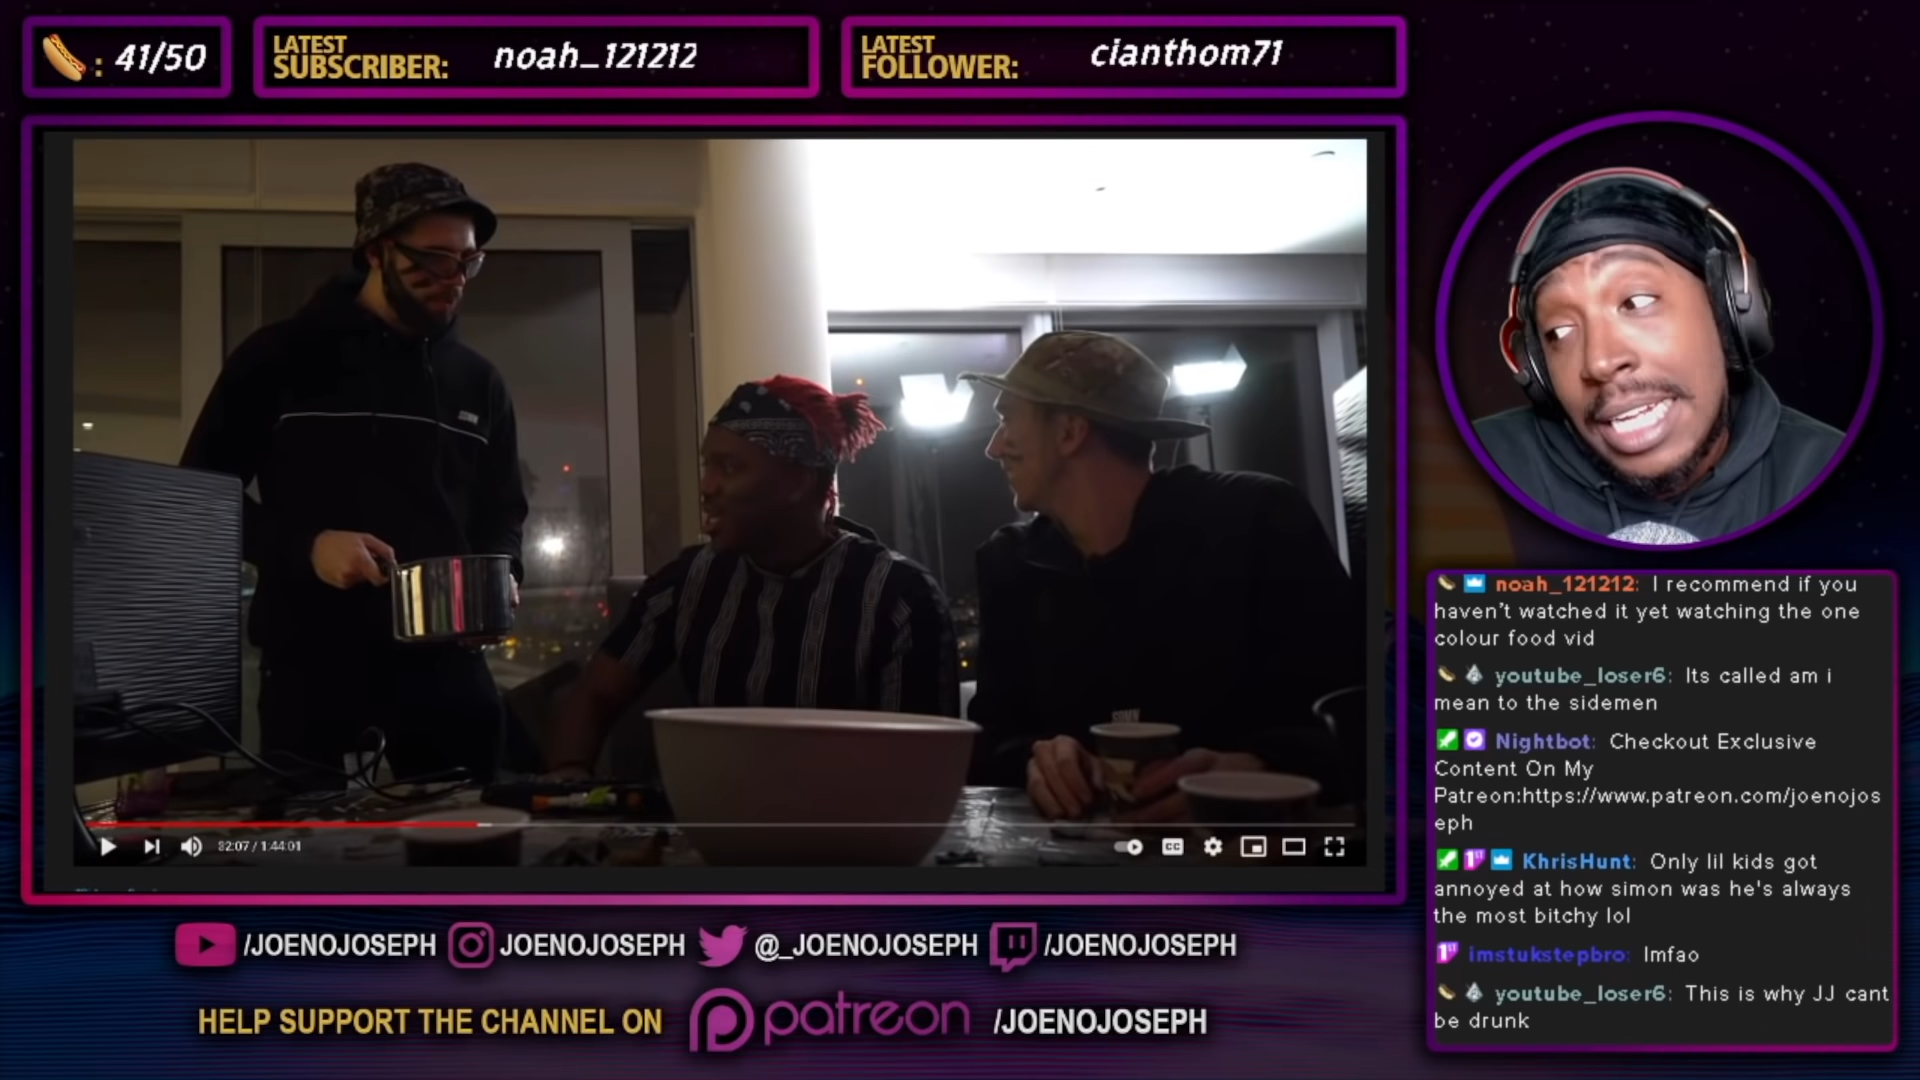 : 41/50
LATEST
SUBSCRIBER:
noah_121212
LATEST
FOLLOWER:
cianthom71
32:07 / 1:44:01
CC
noah_121212: I recommend if you
haven't watched it yet watching the one
colour food vid
youtube_loser6: Its called am i
mean to the sidemen
Nightbot: Checkout Exclusive
Content On My
Patreon:https://www.patreon.com/joenojos
eph
KhrisHunt: Only lil kids got
annoyed at how simon was he's always
the most bitchy lol
imstukstepbro: lmfao
youtube_loser6: This is why JJ cant
be drunk
/JOENOJOSEPH
JOENOJOSEPH
@_JOENOJOSEPH
/JOENOJOSEPH
HELP SUPPORT THE CHANNEL ON
patreon
/JOENOJOSEPH